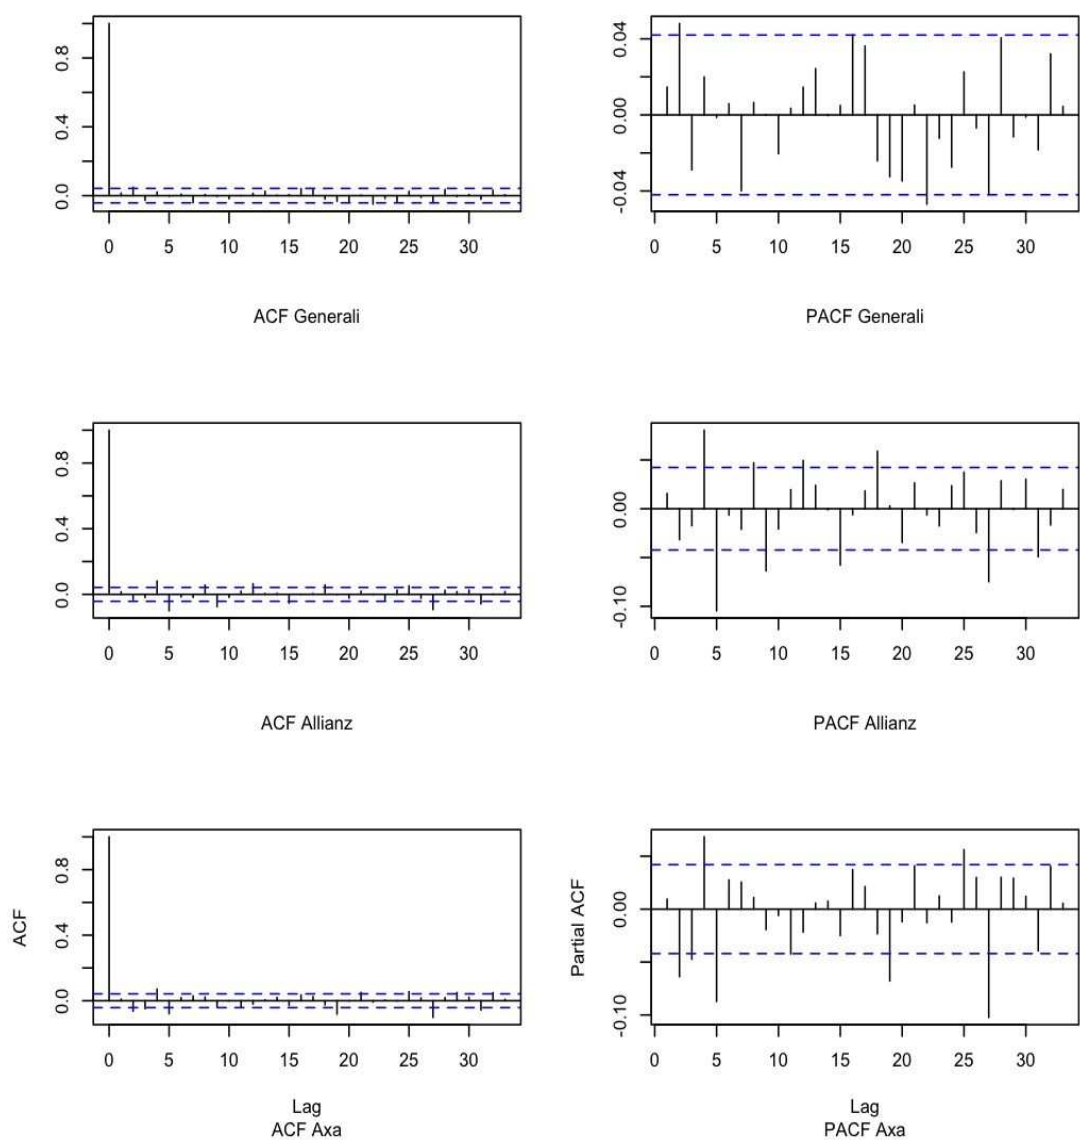 0.0 0.4 0.8
0 5 10 15 20 25 30
ACF Generali
-0.04 0.00 0.04
0 5 10 15 20 25 30
PACF Generali
0.0 0.4 0.8
0 5 10 15 20 25 30
ACF Allianz
-0.10 0.00
0 5 10 15 20 25 30
PACF Allianz
ACF
0.0 0.4 0.8
0 5 10 15 20 25 30
Lag
ACF Axa
Partial ACF
-0.10 0.00
0 5 10 15 20 25 30
Lag
PACF Axa